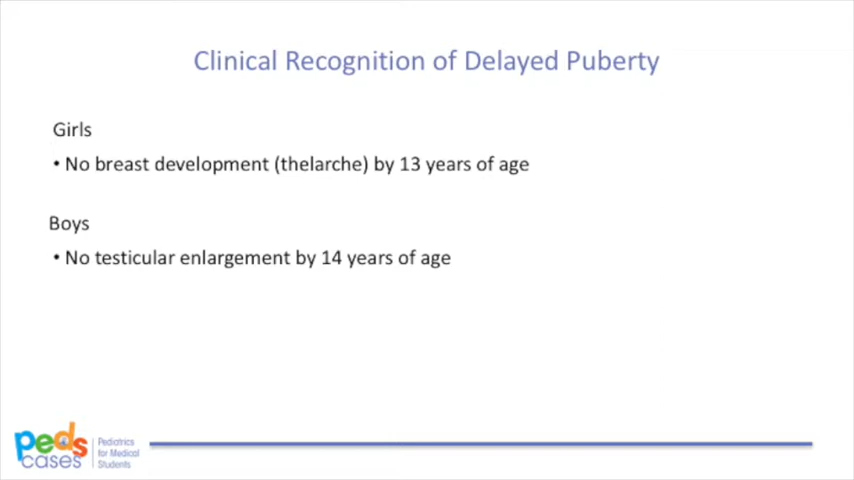 Clinical Recognition of Delayed Puberty
Girls
• No breast development (thelarche) by 13 years of age
Boys
• No testicular enlargement by 14 years of age
peds
cases
Pediatrics
for Medical
Students